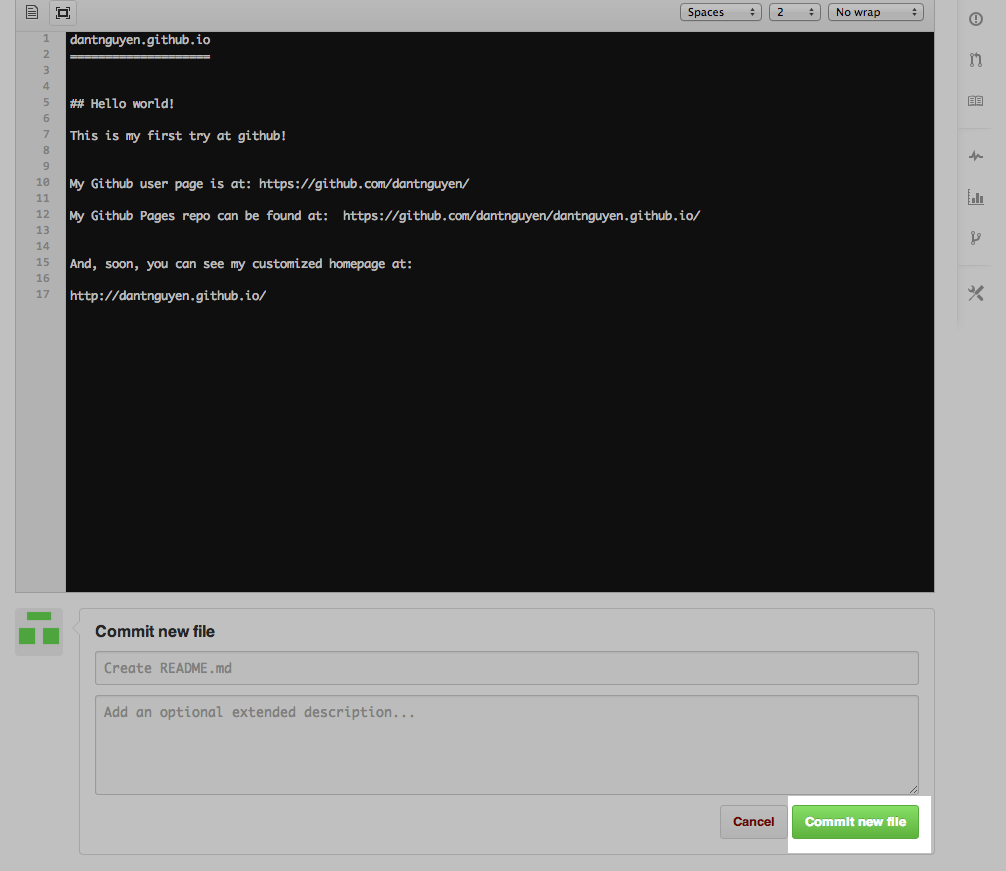 Spaces 2 No wrap
1 dantnguyen.github.io
2 ====================
3
4
5 ## Hello world!
6
7 This is my first try at github!
8
9
10 My Github user page is at: https://github.com/dantnguyen/
11
12 My Github Pages repo can be found at:  https://github.com/dantnguyen/dantnguyen.github.io/
13
14
15 And, soon, you can see my customized homepage at:
16
17 http://dantnguyen.github.io/
Commit new file
Create README.md
Add an optional extended description...
Cancel Commit new file